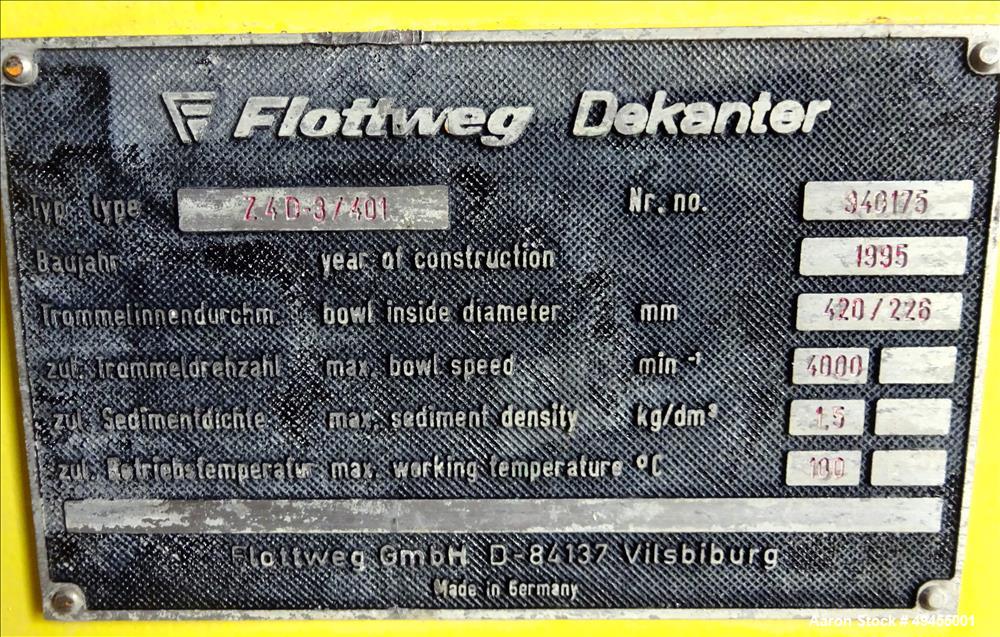 Flottweg Dekanter
Typ type Z4D-3/401 Nr. no. 940175
Baujahr year of construction 1995
Trommelinnendurchm. bowl inside diameter mm 420/226
zul. Trommeldrehzahl max. bowl speed min⁻¹ 4000
zul. Sedimentdichte max. sediment density kg/dm³ 1,5
zul. Betriebstemperatur max. working temperature °C 100
Flottweg GmbH D-84137 Vilsbiburg
Made in Germany
Aaron Stock # 49455001